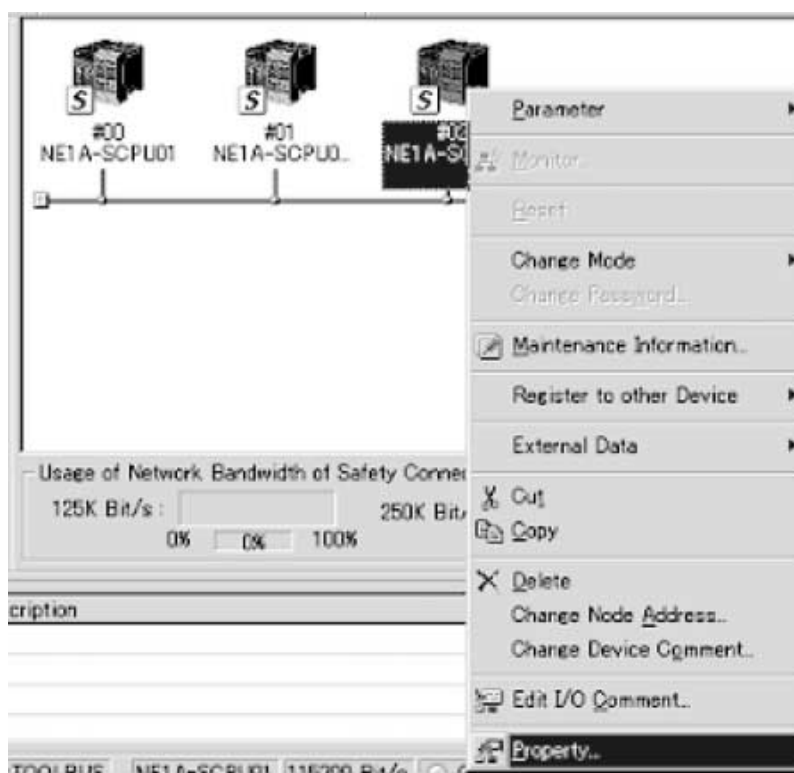 S S S
#00 #01 #02
NE1A-SCPU01 NE1A-SCPU0... NE1A-S
Parameter
Monitor...
Reset
Change Mode
Change Password...
Maintenance Information...
Register to other Device
External Data
Usage of Network Bandwidth of Safety Connec
125K Bit/s : 250K Bit/
0% 0% 100%
Cut
Copy
Delete
Change Node Address...
Change Device Comment...
Edit I/O Comment...
Property...
cription
TOOLBUS NE1A-SCPU01 115200 Bit/s